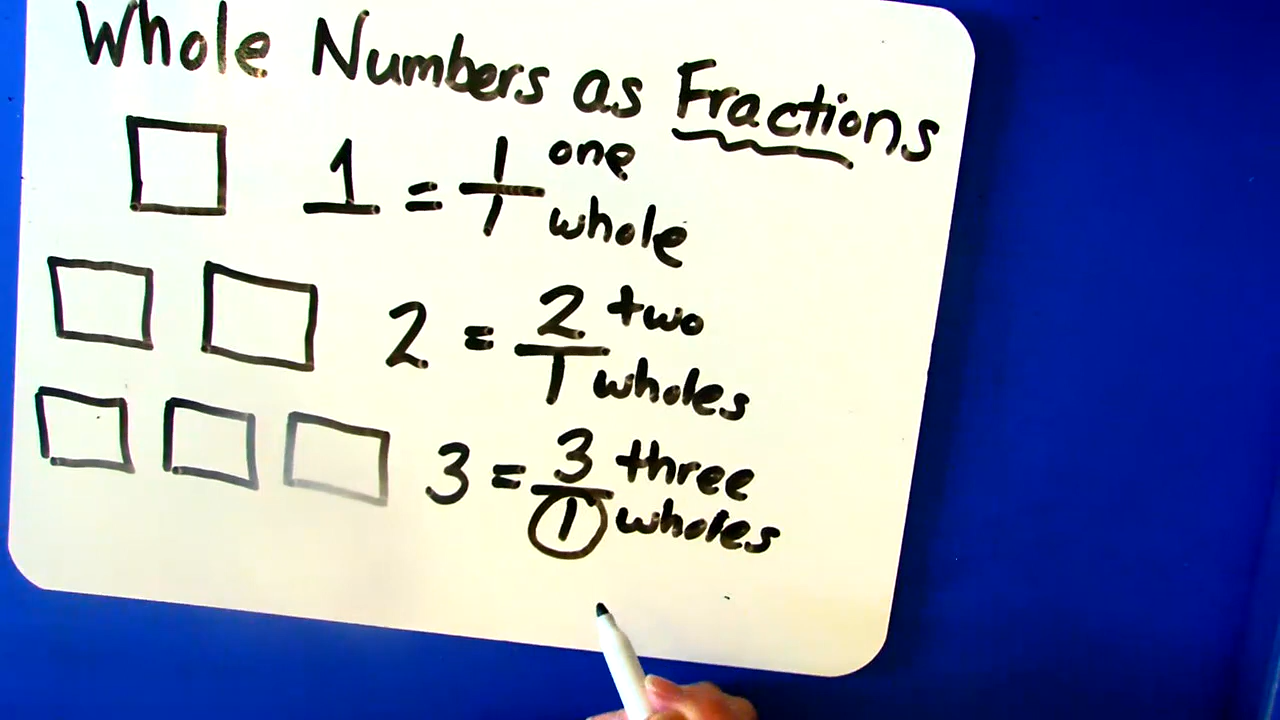 Whole Numbers as Fractions
1 = 1/1 one whole
2 = 2/1 two wholes
3 = 3/1 three wholes